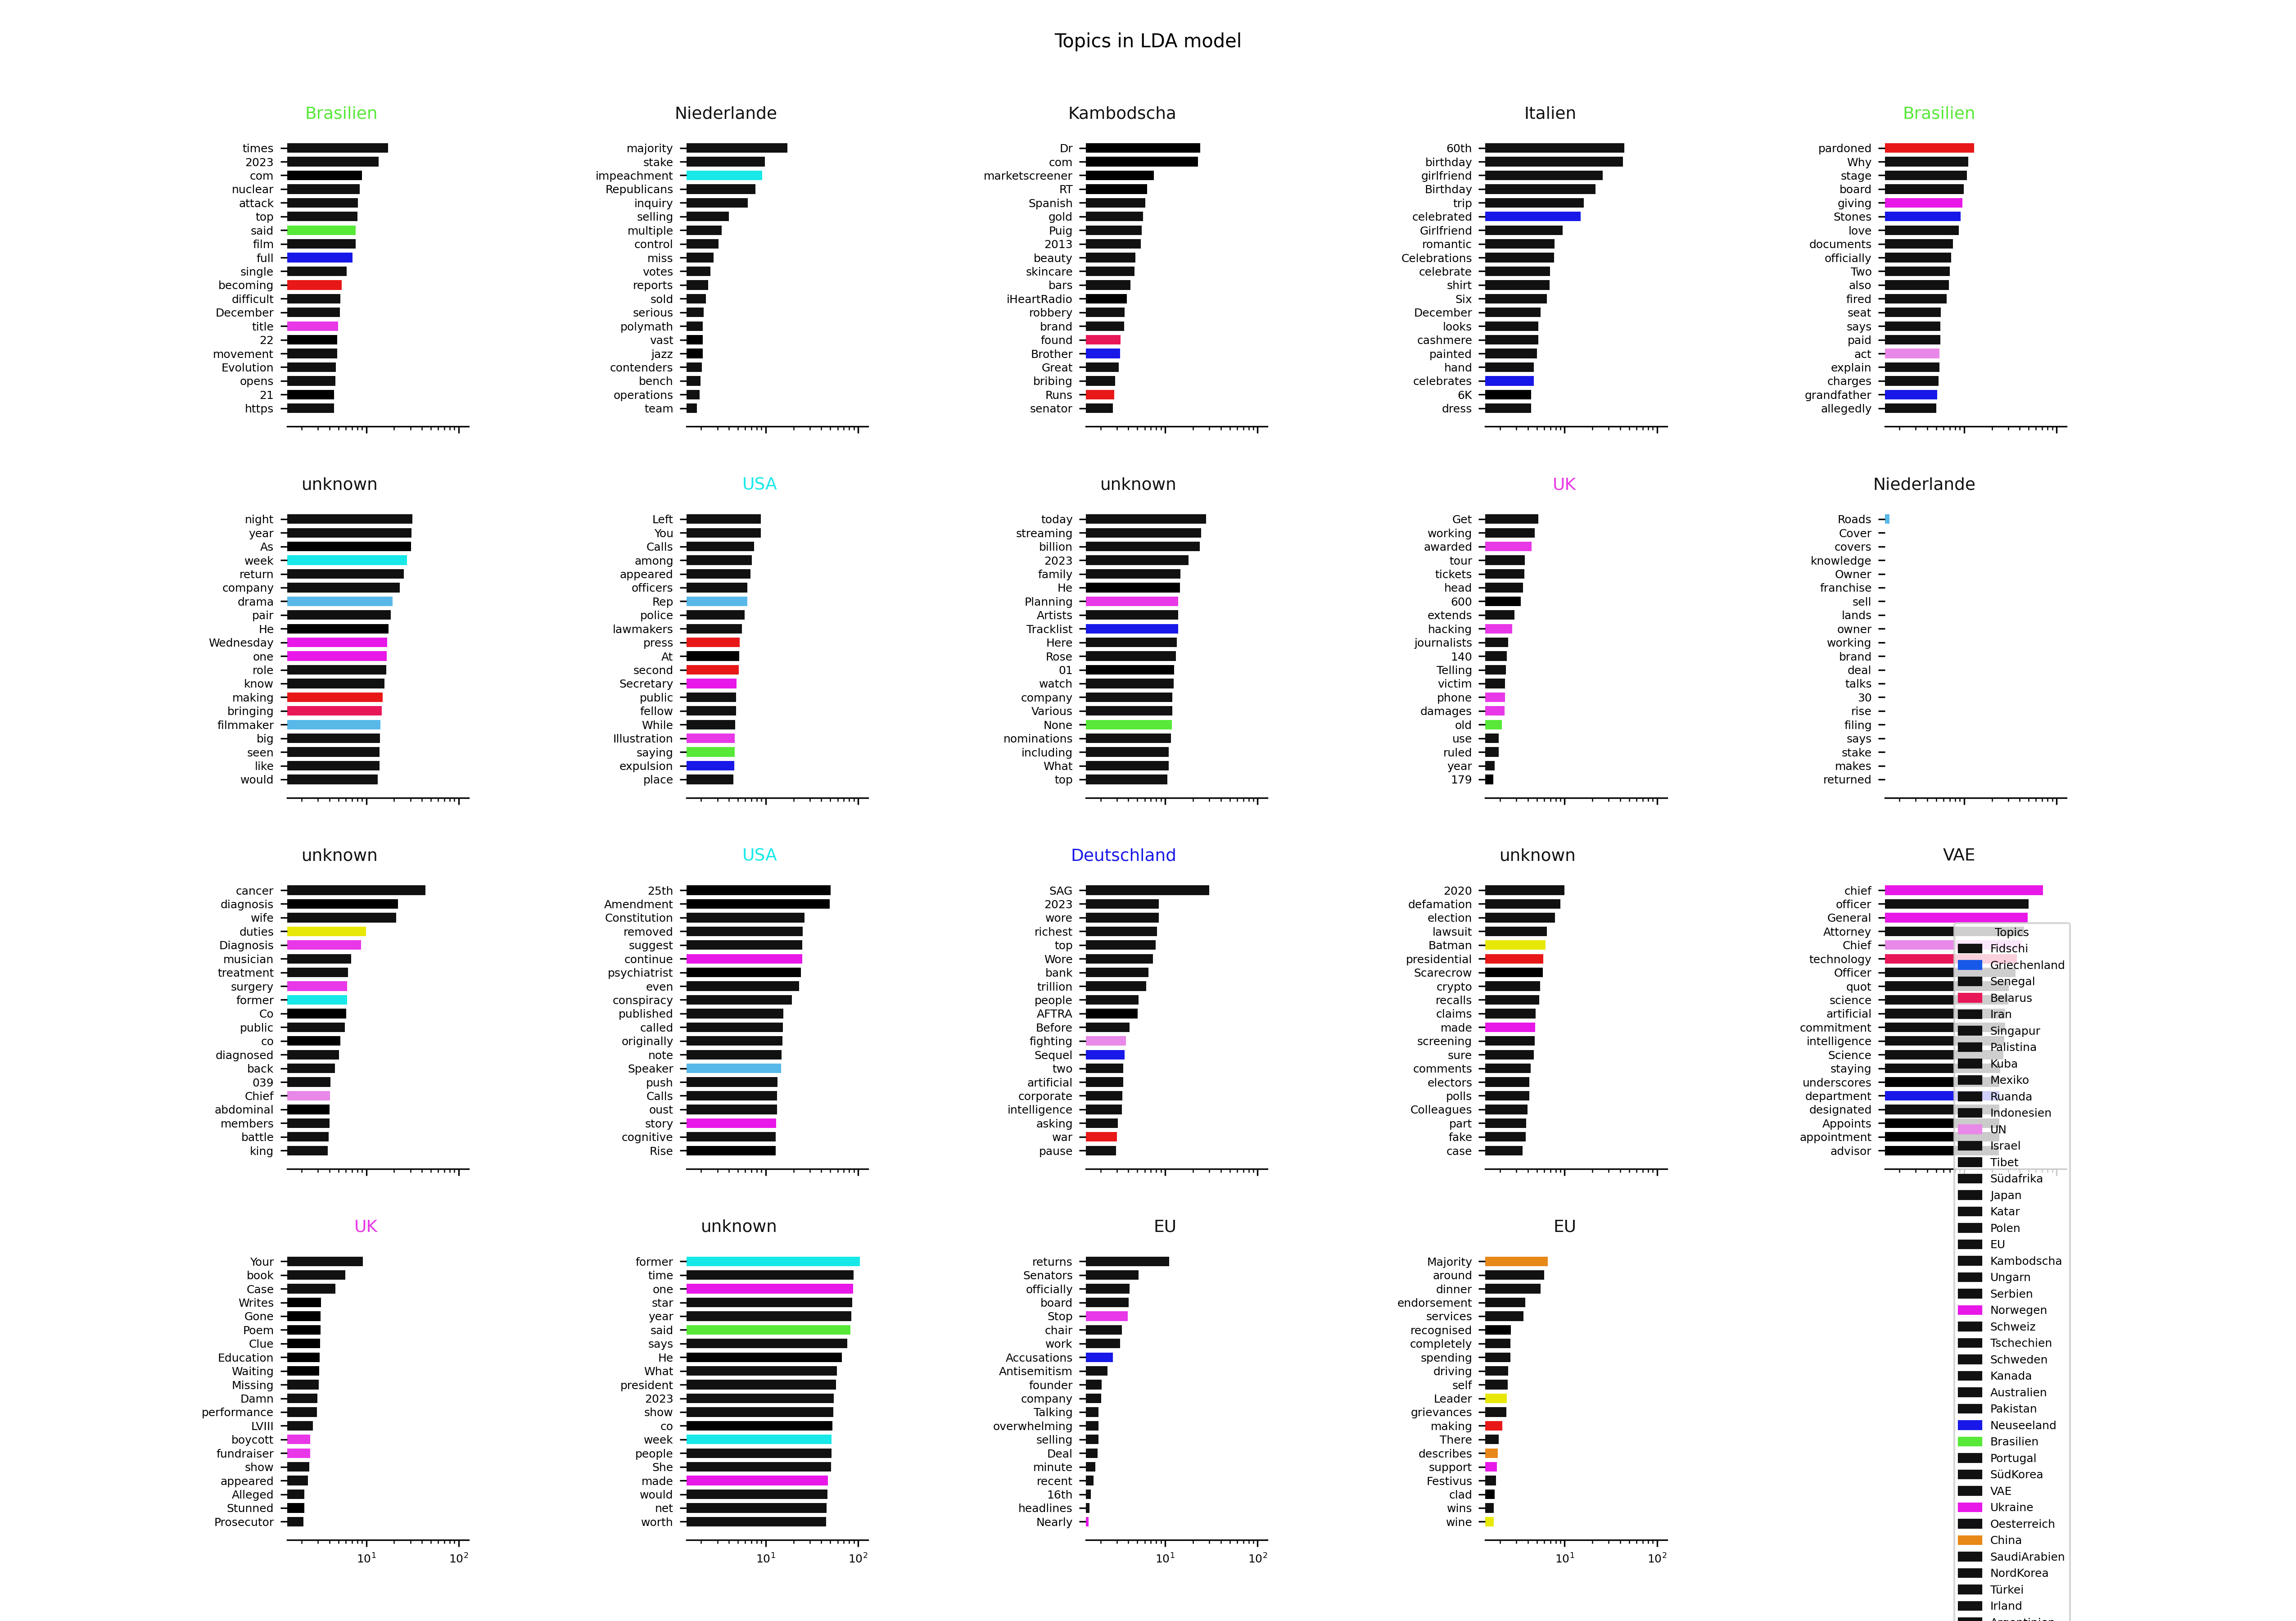 Topics in LDA model
Brasilien
times
2023
com
nuclear
attack
top
said
film
full
single
becoming
difficult
December
title
22
movement
Evolution
opens
21
https
Niederlande
majority
stake
impeachment
Republicans
inquiry
selling
multiple
control
miss
votes
reports
sold
serious
polymath
vast
jazz
contenders
bench
operations
team
Kambodscha
Dr
com
marketscreener
RT
Spanish
gold
Puig
2013
beauty
skincare
bars
iHeartRadio
robbery
brand
found
Brother
Great
bribing
Runs
senator
Italien
60th
birthday
girlfriend
Birthday
trip
celebrated
Girlfriend
romantic
Celebrations
celebrate
shirt
Six
December
looks
cashmere
painted
hand
celebrates
6K
dress
Brasilien
pardoned
Why
stage
board
giving
Stones
love
documents
officially
Two
also
fired
seat
says
paid
act
explain
charges
grandfather
allegedly
unknown
night
year
As
week
return
company
drama
pair
He
Wednesday
one
role
know
making
bringing
filmmaker
big
seen
like
would
USA
Left
You
Calls
among
appeared
officers
Rep
police
lawmakers
press
At
second
Secretary
public
fellow
While
Illustration
saying
expulsion
place
unknown
today
streaming
billion
2023
family
He
Planning
Artists
Tracklist
Here
Rose
01
watch
company
Various
None
nominations
including
What
top
UK
Get
working
awarded
tour
tickets
head
600
extends
hacking
journalists
140
Telling
victim
phone
damages
old
use
ruled
year
179
Niederlande
Roads
Cover
covers
knowledge
Owner
franchise
sell
lands
owner
working
brand
deal
talks
30
rise
filing
says
stake
makes
returned
unknown
cancer
diagnosis
wife
duties
Diagnosis
musician
treatment
surgery
former
Co
public
co
diagnosed
back
039
Chief
abdominal
members
battle
king
USA
25th
Amendment
Constitution
removed
suggest
continue
psychiatrist
even
conspiracy
published
called
originally
note
Speaker
push
Calls
oust
story
cognitive
Rise
Deutschland
SAG
2023
wore
richest
top
Wore
bank
trillion
people
AFTRA
Before
fighting
Sequel
two
artificial
corporate
intelligence
asking
war
pause
unknown
2020
defamation
election
lawsuit
Batman
presidential
Scarecrow
crypto
recalls
claims
made
screening
sure
comments
electors
polls
Colleagues
part
fake
case
VAE
chief
officer
General
Attorney
Chief
technology
Officer
quot
science
artificial
commitment
intelligence
Science
staying
underscores
department
designated
Appoints
appointment
advisor
UK
Your
book
Case
Writes
Gone
Poem
Clue
Education
Waiting
Missing
Damn
performance
LVIII
boycott
fundraiser
show
appeared
Alleged
Stunned
Prosecutor
10¹ 10²
unknown
former
time
one
star
year
said
says
He
What
president
2023
show
co
week
people
She
made
would
net
worth
10¹ 10²
EU
returns
Senators
officially
board
Stop
chair
work
Accusations
Antisemitism
founder
company
Talking
overwhelming
selling
Deal
minute
recent
16th
headlines
Nearly
10¹ 10²
EU
Majority
around
dinner
endorsement
services
recognised
completely
spending
driving
self
Leader
grievances
making
There
describes
support
Festivus
clad
wins
wine
10¹ 10²
Topics
Fidschi
Griechenland
Senegal
Belarus
Iran
Singapur
Palistina
Kuba
Mexiko
Ruanda
Indonesien
UN
Israel
Tibet
Südafrika
Japan
Katar
Polen
EU
Kambodscha
Ungarn
Serbien
Norwegen
Schweiz
Tschechien
Schweden
Kanada
Australien
Pakistan
Neuseeland
Brasilien
Portugal
SüdKorea
VAE
Ukraine
Oesterreich
China
SaudiArabien
NordKorea
Türkei
Irland